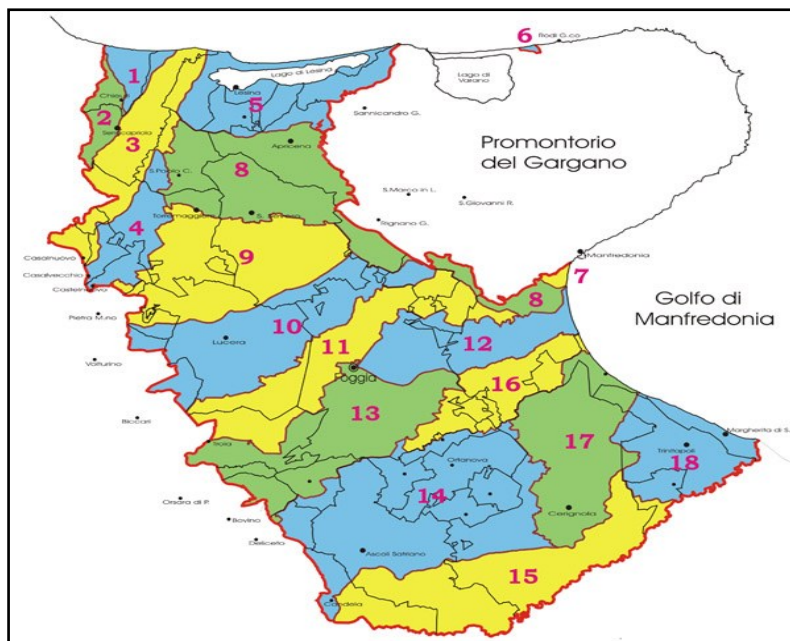 6
Rodi G.co
1
Lago di Lesina
Lago di
Varano
Lesina
5
Chieuti
Sannicandro G.
2
Serracapriola
3
Promontorio
del Gargano
Apricena
8
S.Paolo C.
S.Marco in L.
S.Giovanni R.
Torremaggiore
S. Severo
Rignano G.
4
9
Manfredonia
Casalnuovo
Casalvecchio
Castelnuovo
7
8
Golfo di
Manfredonia
Pietra M.no
10
Lucera
11
12
Volturino
Foggia
16
13
Biccari
17
Margherita di S.
Troia
Trinitapoli
18
Ortanova
14
Orsara di P.
Cerignola
Bovino
Deliceto
Ascoli Satriano
15
Candela